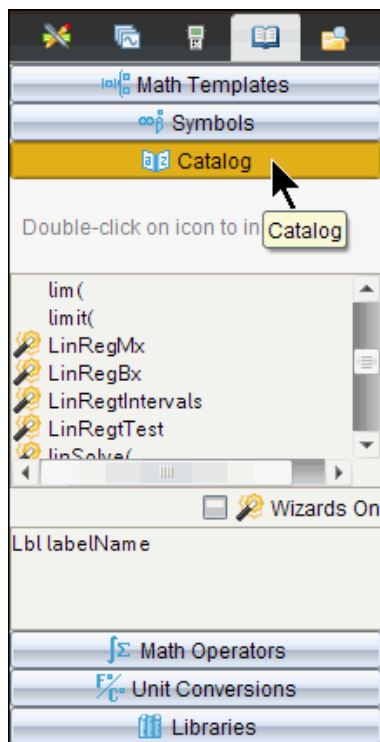 Math Templates
Symbols
Catalog
Double-click on icon to in
Catalog
lim(
limit(
LinRegMx
LinRegBx
LinRegtIntervals
LinRegtTest
linSolve(
Wizards On
Lbl labelName
∫Σ Math Operators
F°/C° Unit Conversions
Libraries